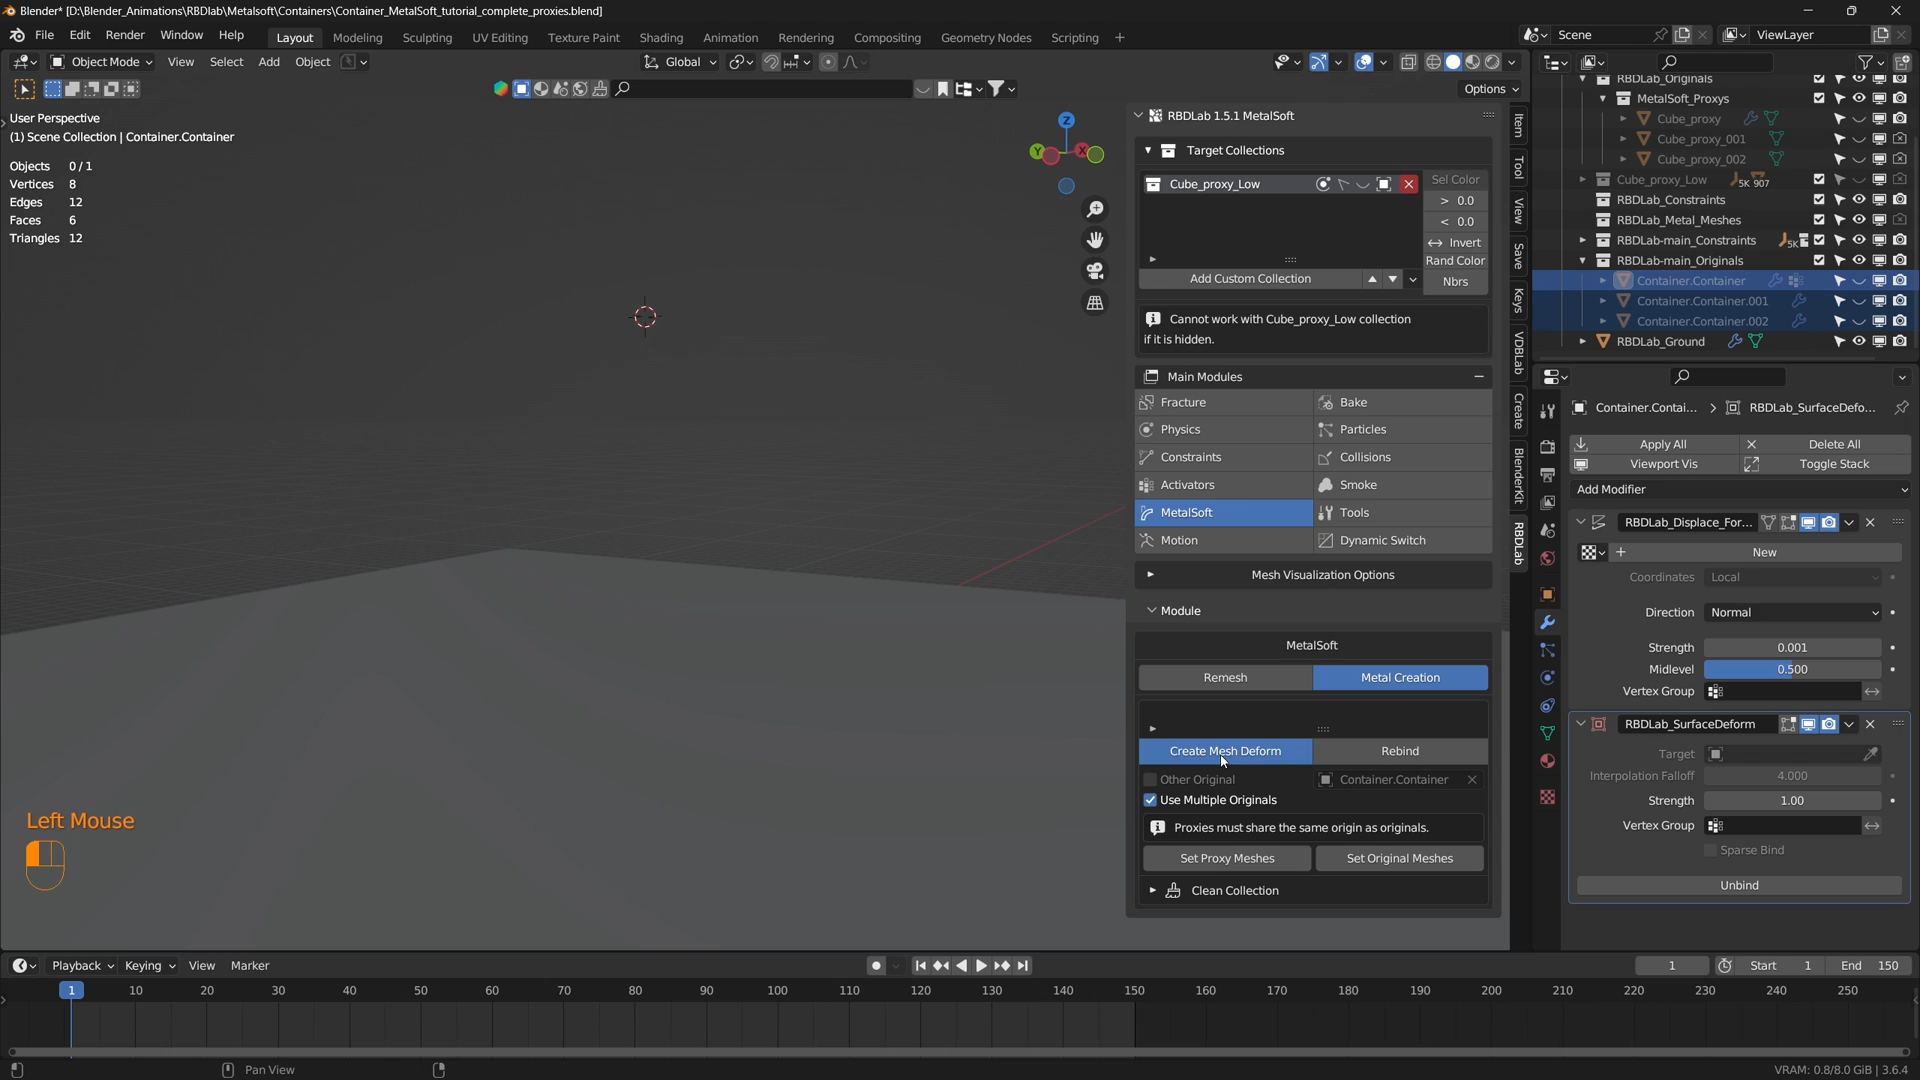 Blender* [D:\Blender_Animations\RBDlab\Metalsoft\Containers\Container_MetalSoft_tutorial_complete_proxies.blend]
File Edit Render Window Help Layout Modeling Sculpting UV Editing Texture Paint Shading Animation Rendering Compositing Geometry Nodes Scripting + Scene ViewLayer
Object Mode View Select Add Object Global
Options
User Perspective
(1) Scene Collection | Container.Container
Objects 0/1
Vertices 8
Edges 12
Faces 6
Triangles 12
Z
Y
X
Left Mouse
RBDLab 1.5.1 MetalSoft
Target Collections
Cube_proxy_Low
Sel Color
> 0.0
< 0.0
Invert
Rand Color
Nbrs
Add Custom Collection
Cannot work with Cube_proxy_Low collection
if it is hidden.
Main Modules
Fracture Bake
Physics Particles
Constraints Collisions
Activators Smoke
MetalSoft Tools
Motion Dynamic Switch
Mesh Visualization Options
Module
MetalSoft
Remesh Metal Creation
Create Mesh Deform Rebind
Other Original Container.Container
Use Multiple Originals
Proxies must share the same origin as originals.
Set Proxy Meshes Set Original Meshes
Clean Collection
Item
Tool
View
Save
Keys
VDBLab
Create
BlenderKit
RBDLab
RBDLab_Originals
MetalSoft_Proxys
Cube_proxy
Cube_proxy_001
Cube_proxy_002
Cube_proxy_Low 5K 907
RBDLab_Constraints
RBDLab_Metal_Meshes
RBDLab-main_Constraints 5K
RBDLab-main_Originals
Container.Container
Container.Container.001
Container.Container.002
RBDLab_Ground
Container.Contai... RBDLab_SurfaceDefo...
Apply All Delete All
Viewport Vis Toggle Stack
Add Modifier
RBDLab_Displace_For...
New
Coordinates Local
Direction Normal
Strength 0.001
Midlevel 0.500
Vertex Group
RBDLab_SurfaceDeform
Target
Interpolation Falloff 4.000
Strength 1.00
Vertex Group
Sparse Bind
Unbind
Playback Keying View Marker 1 Start 1 End 150
1 10 20 30 40 50 60 70 80 90 100 110 120 130 140 150 160 170 180 190 200 210 220 230 240 250
Pan View
VRAM: 0.8/8.0 GiB | 3.6.4